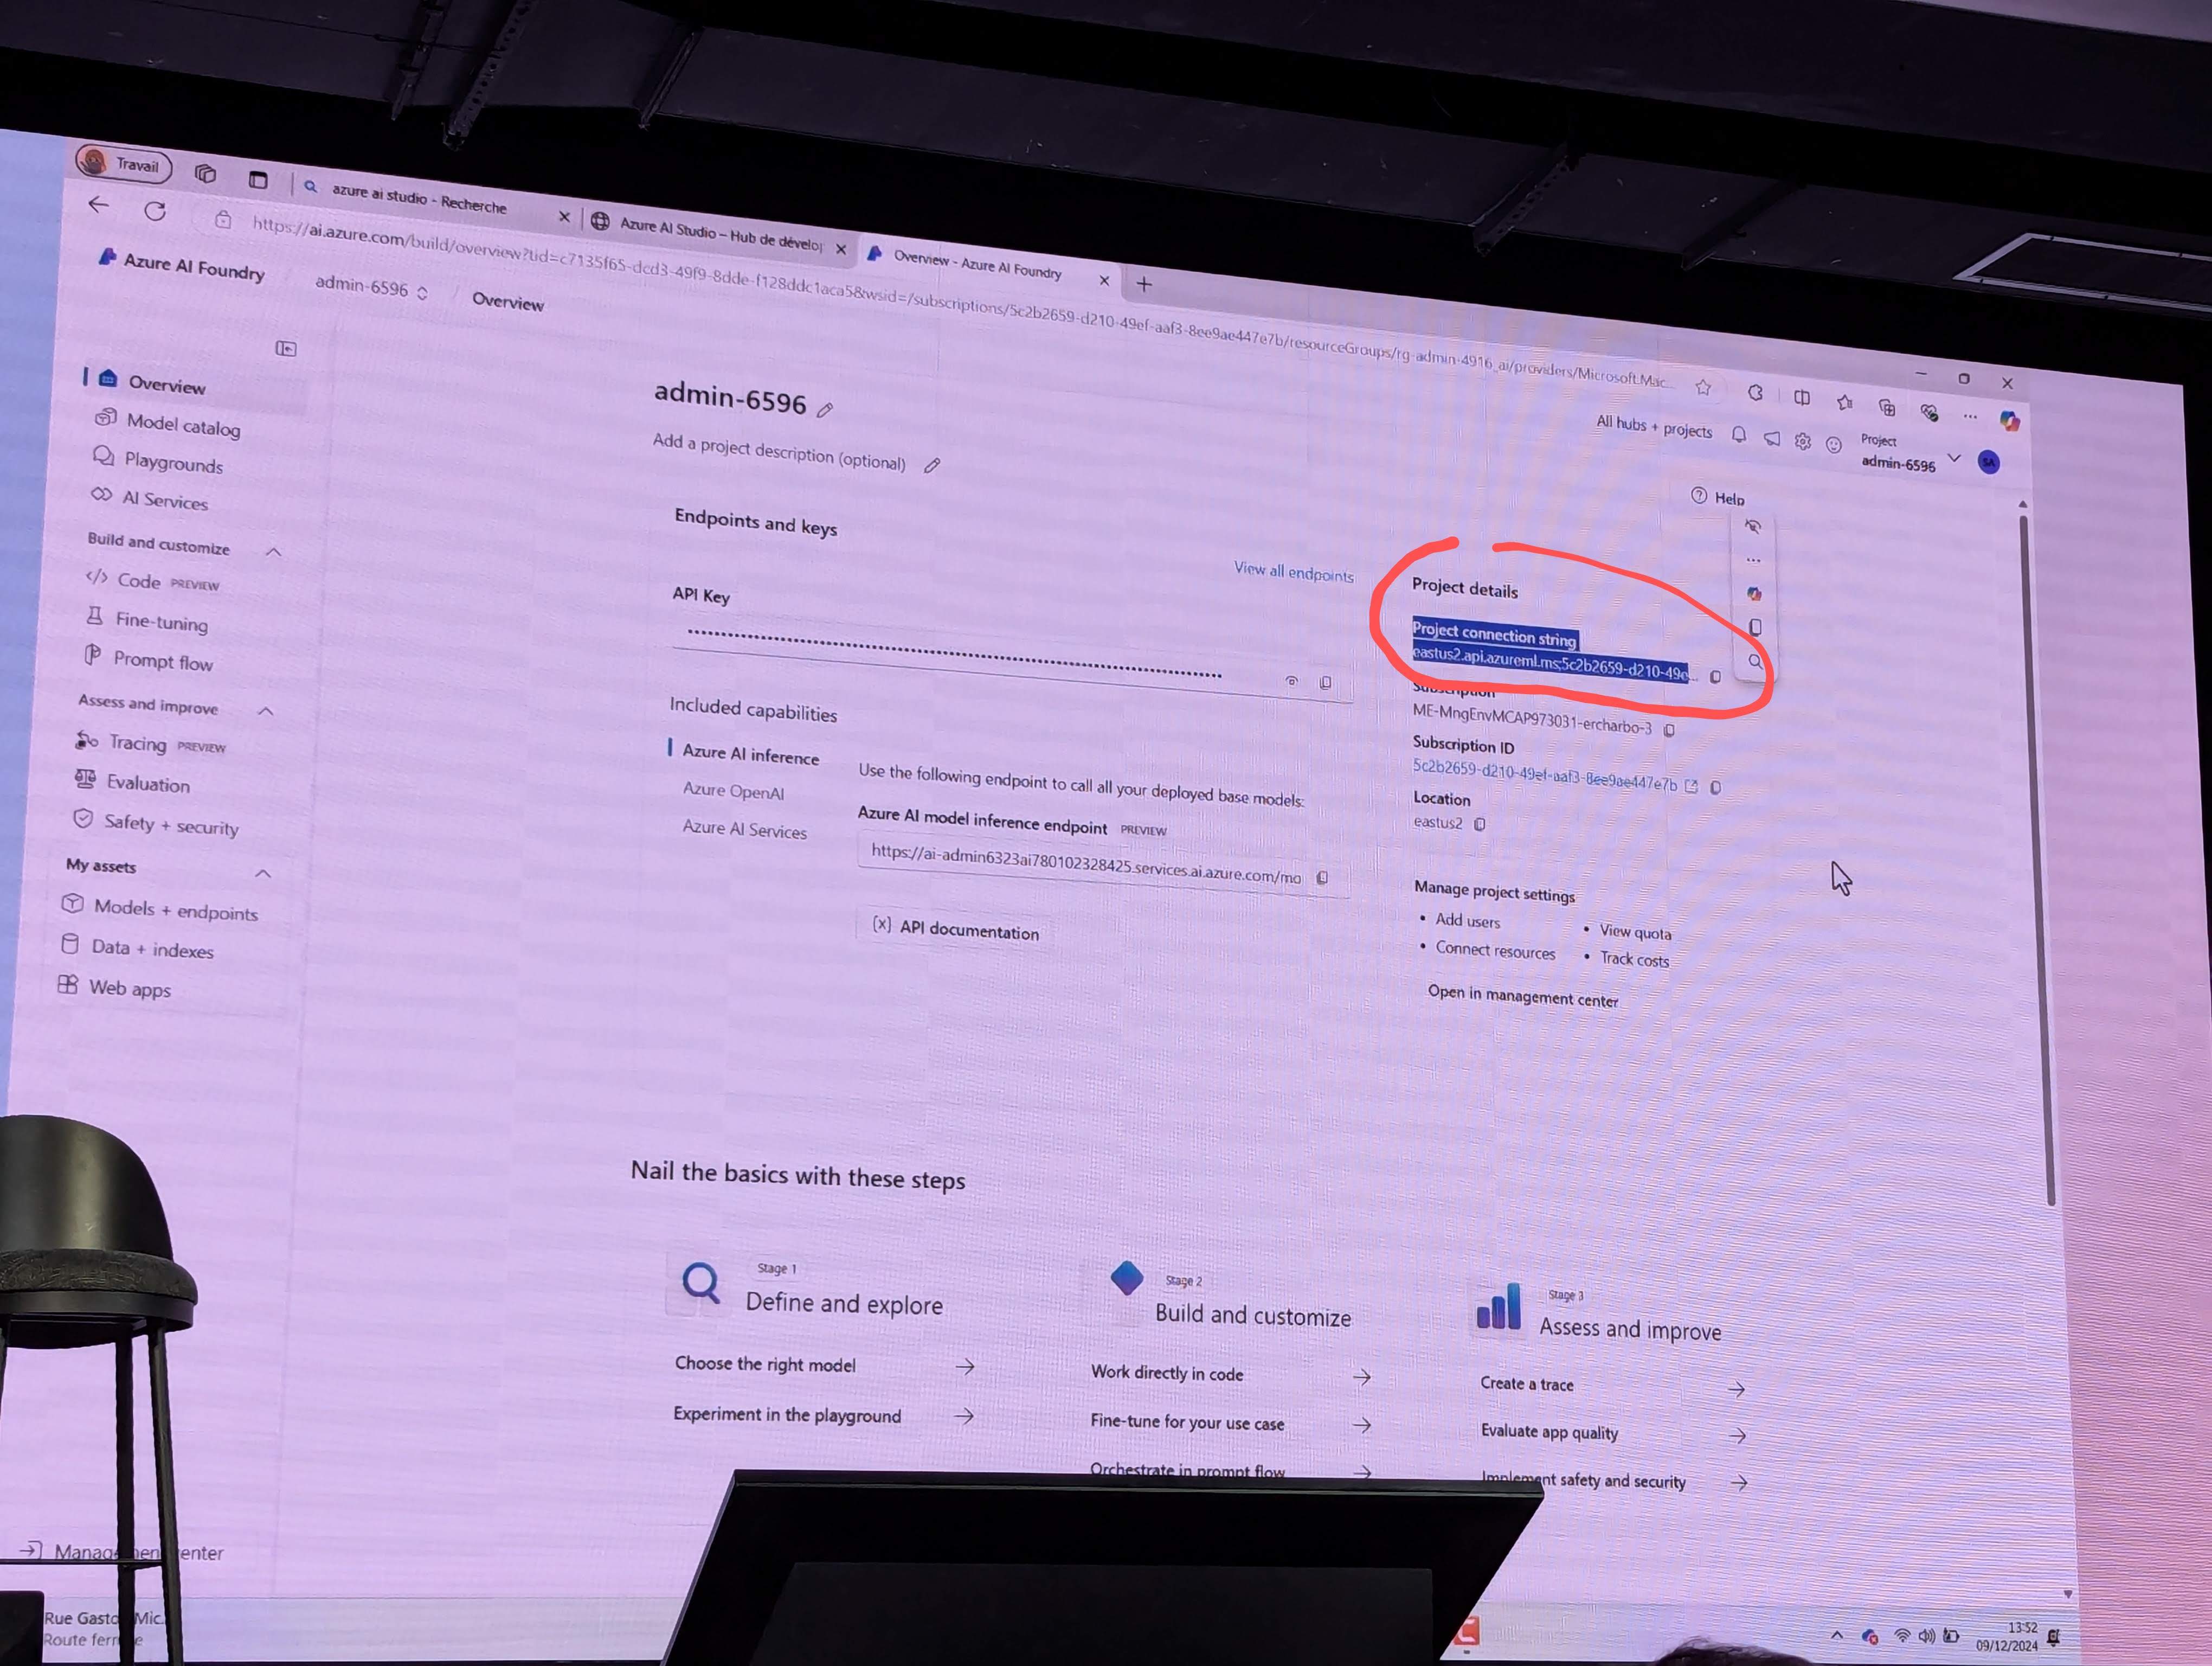 Travail
azure ai studio - Recherche
Azure AI Studio – Hub de dévelop
Overview - Azure AI Foundry
https://ai.azure.com/build/overview?tid=c7135f65-dcd3-49f9-8dde-f128ddc1aca5&wsid=/subscriptions/5c2b2659-d210-49ef-aaf3-8ee9ae447e7b/resourceGroups/rg-admin-4916_ai/providers/Microsoft.Mac...
Azure AI Foundry
admin-6596
/ Overview
All hubs + projects
Project
admin-6596
SA
Help
Overview
Model catalog
Playgrounds
AI Services
Build and customize
Code PREVIEW
Fine-tuning
Prompt flow
Assess and improve
Tracing PREVIEW
Evaluation
Safety + security
My assets
Models + endpoints
Data + indexes
Web apps
admin-6596
Add a project description (optional)
Endpoints and keys
View all endpoints
API Key
Included capabilities
Azure AI inference
Azure OpenAI
Azure AI Services
Use the following endpoint to call all your deployed base models:
Azure AI model inference endpoint PREVIEW
https://ai-admin6323ai780102328425.services.ai.azure.com/mo
{x} API documentation
Project details
Project connection string
eastus2.api.azureml.ms;5c2b2659-d210-49e...
Subscription
ME-MngEnvMCAP973031-ercharbo-3
Subscription ID
5c2b2659-d210-49ef-aaf3-8ee9ae447e7b
Location
eastus2
Manage project settings
• Add users
• View quota
• Connect resources
• Track costs
Open in management center
Nail the basics with these steps
Stage 1
Define and explore
Choose the right model
Experiment in the playground
Stage 2
Build and customize
Work directly in code
Fine-tune for your use case
Orchestrate in prompt flow
Stage 3
Assess and improve
Create a trace
Evaluate app quality
Implement safety and security
Rue Gasto Mic
Route ferm e
13:52
09/12/2024